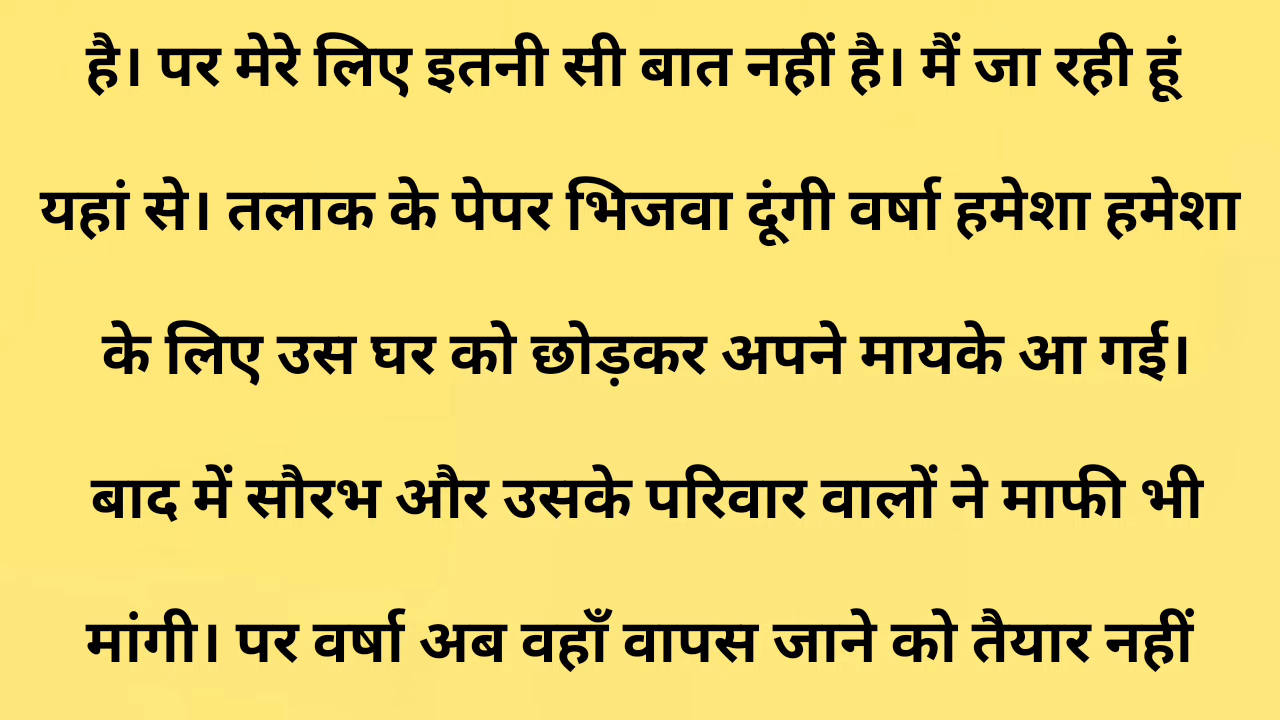 है। पर मेरे लिए इतनी सी बात नहीं है। मैं जा रही हूं
यहां से। तलाक के पेपर भिजवा दूंगी वर्षा हमेशा हमेशा
के लिए उस घर को छोड़कर अपने मायके आ गई।
बाद में सौरभ और उसके परिवार वालों ने माफी भी
मांगी। पर वर्षा अब वहाँ वापस जाने को तैयार नहीं